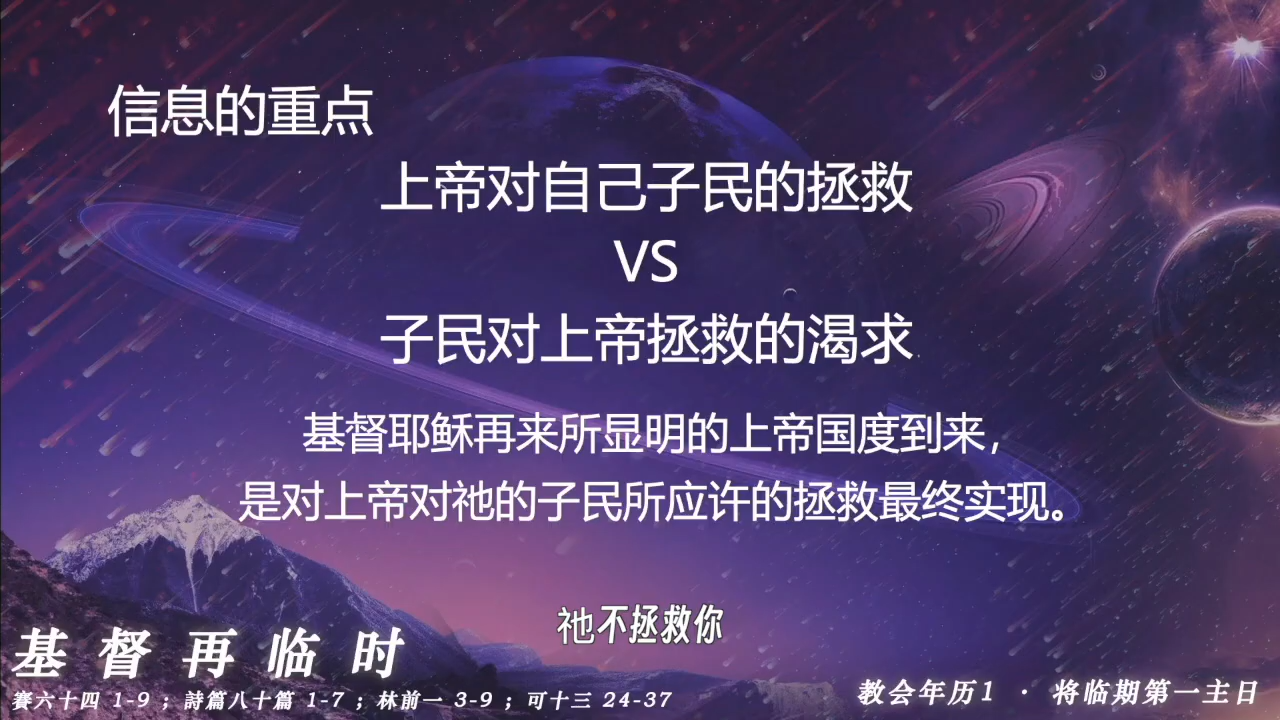 信息的重点
上帝对自己子民的拯救
VS
子民对上帝拯救的渴求
基督耶稣再来所显明的上帝国度到来，
是对上帝对祂的子民所应许的拯救最终实现。
祂不拯救你
基督再临时
賽六十四 1-9 ；詩篇八十篇 1-7 ；林前一 3-9 ；可十三 24-37
教会年历1 · 将临期第一主日